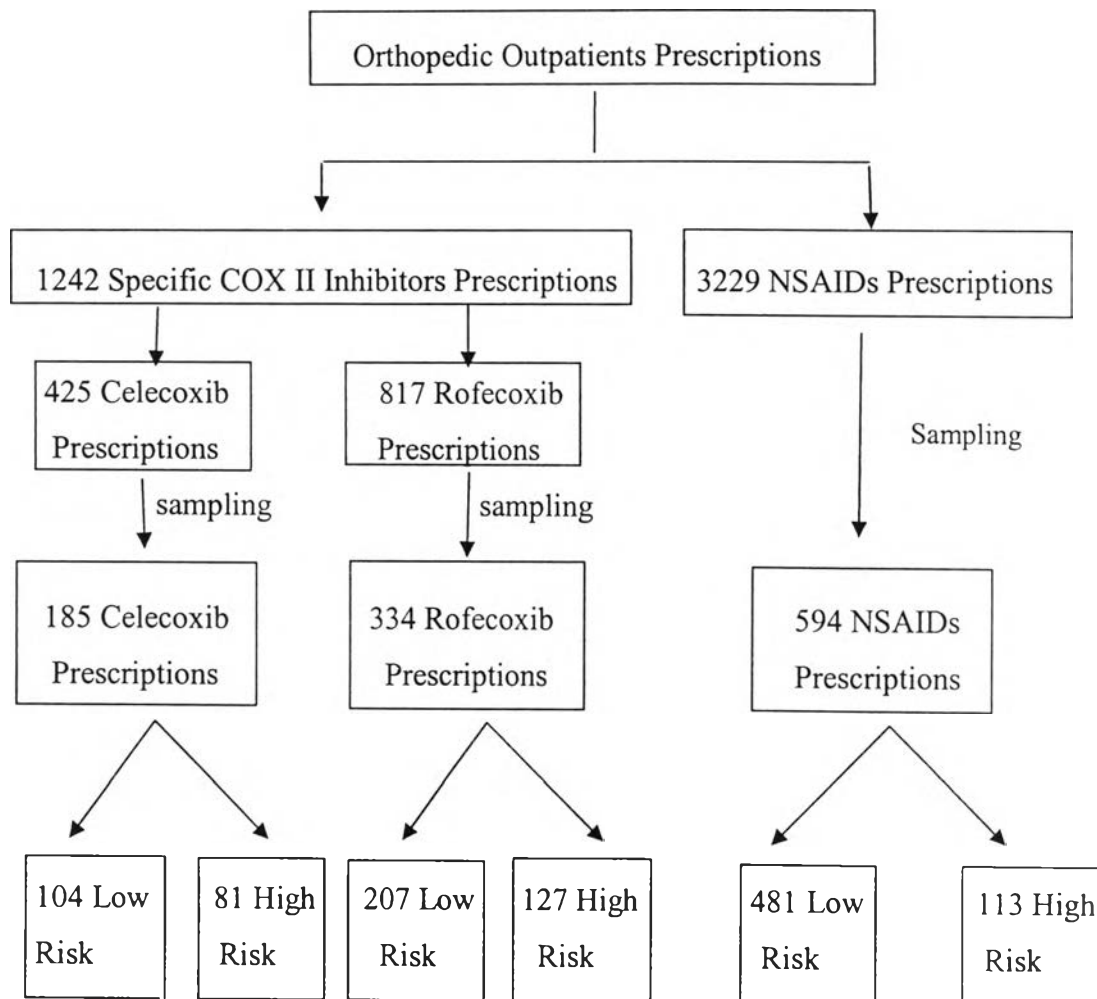 Orthopedic Outpatients Prescriptions
1242 Specific COX II Inhibitors Prescriptions
3229 NSAIDs Prescriptions
425 Celecoxib
Prescriptions
817 Rofecoxib
Prescriptions
Sampling
sampling
sampling
185 Celecoxib
Prescriptions
334 Rofecoxib
Prescriptions
594 NSAIDs
Prescriptions
104 Low
Risk
81 High
Risk
207 Low
Risk
127 High
Risk
481 Low
Risk
113 High
Risk